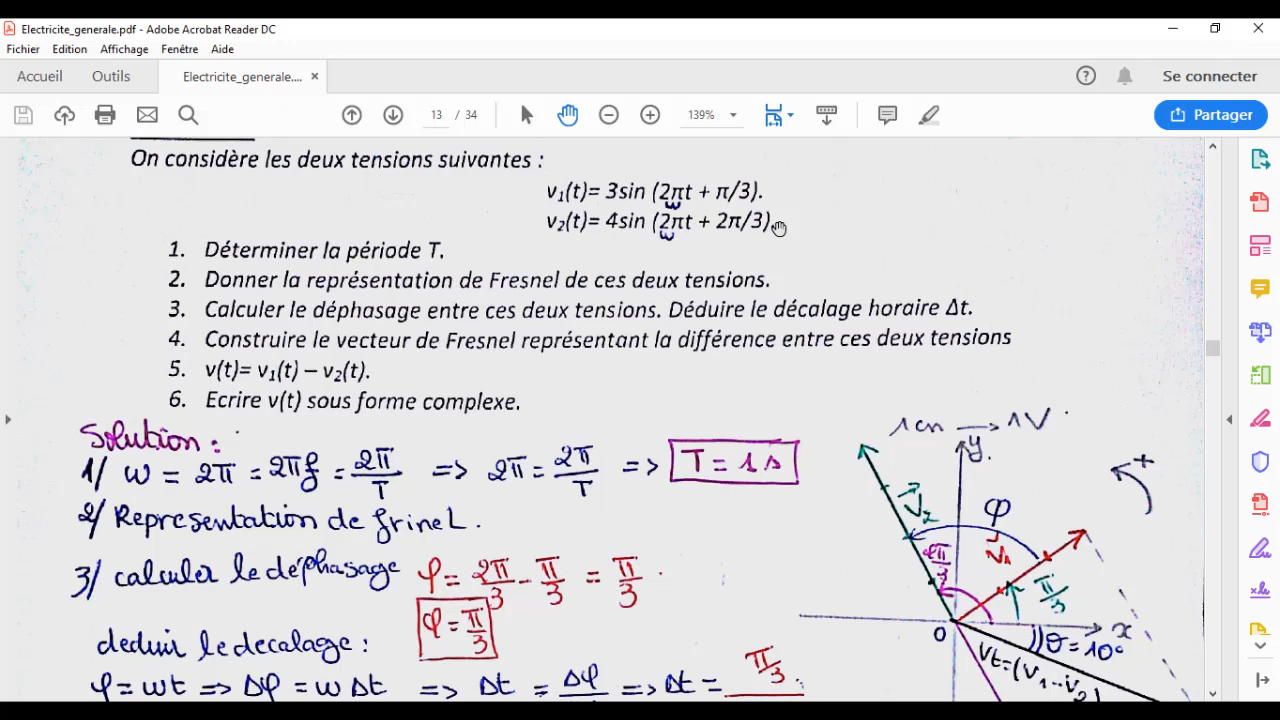 Electricite_generale.pdf - Adobe Acrobat Reader DC
Fichier Edition Affichage Fenêtre Aide
Accueil Outils Electricite_generale.... × ? Se connecter
13 / 34 139% Partager
On considère les deux tensions suivantes :
v₁(t)= 3sin (2πt + π/3).
ω
v₂(t)= 4sin (2πt + 2π/3)
ω
1. Déterminer la période T.
2. Donner la représentation de Fresnel de ces deux tensions.
3. Calculer le déphasage entre ces deux tensions. Déduire le décalage horaire Δt.
4. Construire le vecteur de Fresnel représentant la différence entre ces deux tensions
5. v(t)= v₁(t) – v₂(t).
6. Ecrire v(t) sous forme complexe.
Solution :
1/ ω = 2π = 2πf = 2π/T => 2π = 2π/T => T = 1s
2/ Representation de frineL.
3/ calculer le déphasage φ = 2π/3 - π/3 = π/3
φ = π/3
deduir le decalage :
φ = ωt => Δφ = ω Δt => Δt = Δφ/ => Δt = π/3
1cm → 1V
y
+
V₂
φ
V₁
π/3
O
x
θ = 10°
Vt = (V₁ - V₂)